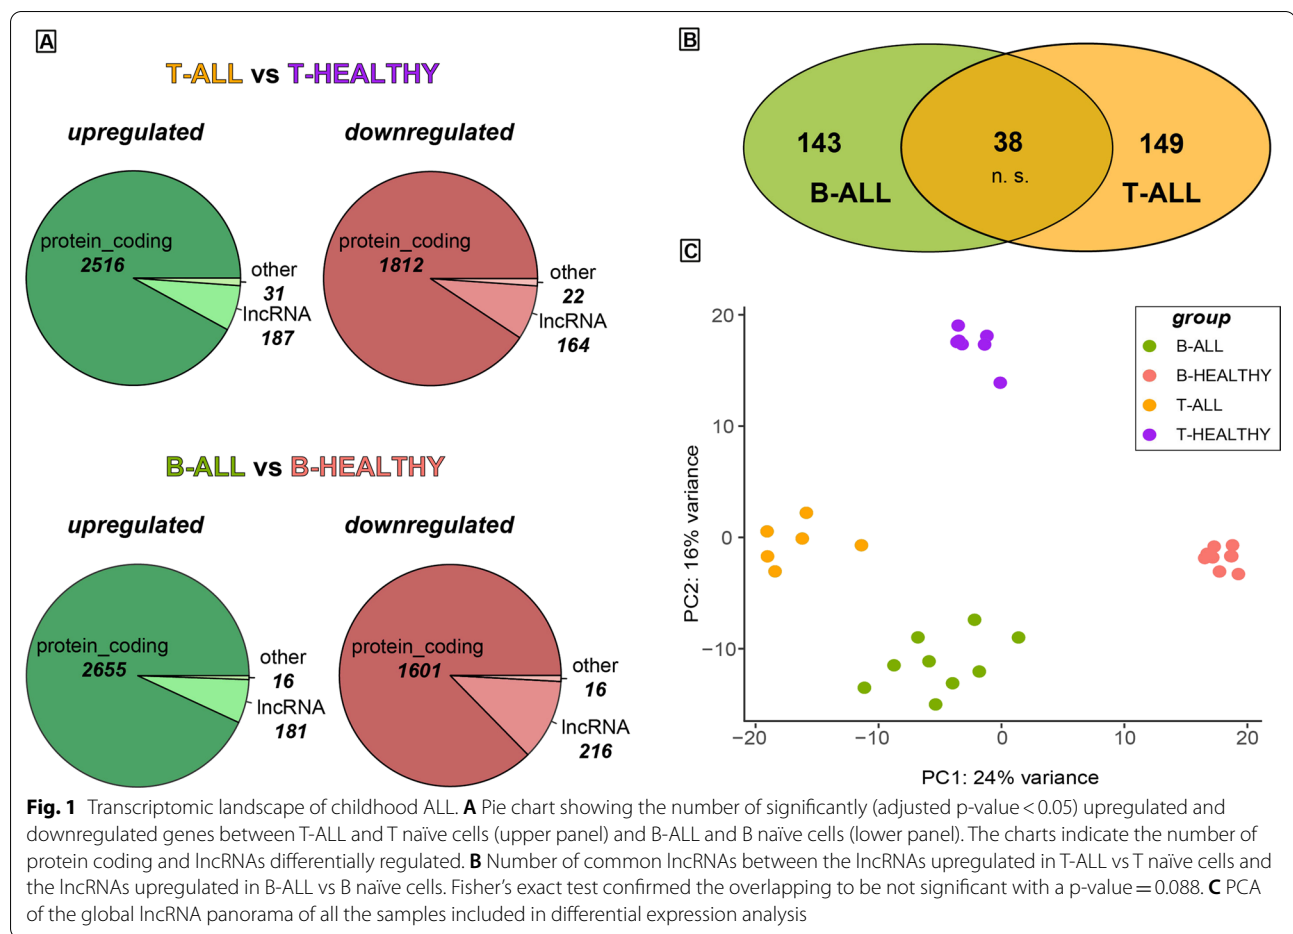 A
T-ALL vs T-HEALTHY
upregulated
downregulated
protein_coding
2516
other
31
lncRNA
187
protein_coding
1812
other
22
lncRNA
164
B-ALL vs B-HEALTHY
upregulated
downregulated
protein_coding
2655
other
16
lncRNA
181
protein_coding
1601
other
16
lncRNA
216
B
143
B-ALL
38
n. s.
149
T-ALL
C
group
B-ALL
B-HEALTHY
T-ALL
T-HEALTHY
PC2: 16% variance
20
10
0
−10
−20
−10
0
10
20
PC1: 24% variance
Fig. 1 Transcriptomic landscape of childhood ALL. A Pie chart showing the number of significantly (adjusted p-value < 0.05) upregulated and
downregulated genes between T-ALL and T naïve cells (upper panel) and B-ALL and B naïve cells (lower panel). The charts indicate the number of
protein coding and lncRNAs differentially regulated. B Number of common lncRNAs between the lncRNAs upregulated in T-ALL vs T naïve cells and
the lncRNAs upregulated in B-ALL vs B naïve cells. Fisher’s exact test confirmed the overlapping to be not significant with a p-value = 0.088. C PCA
of the global lncRNA panorama of all the samples included in differential expression analysis